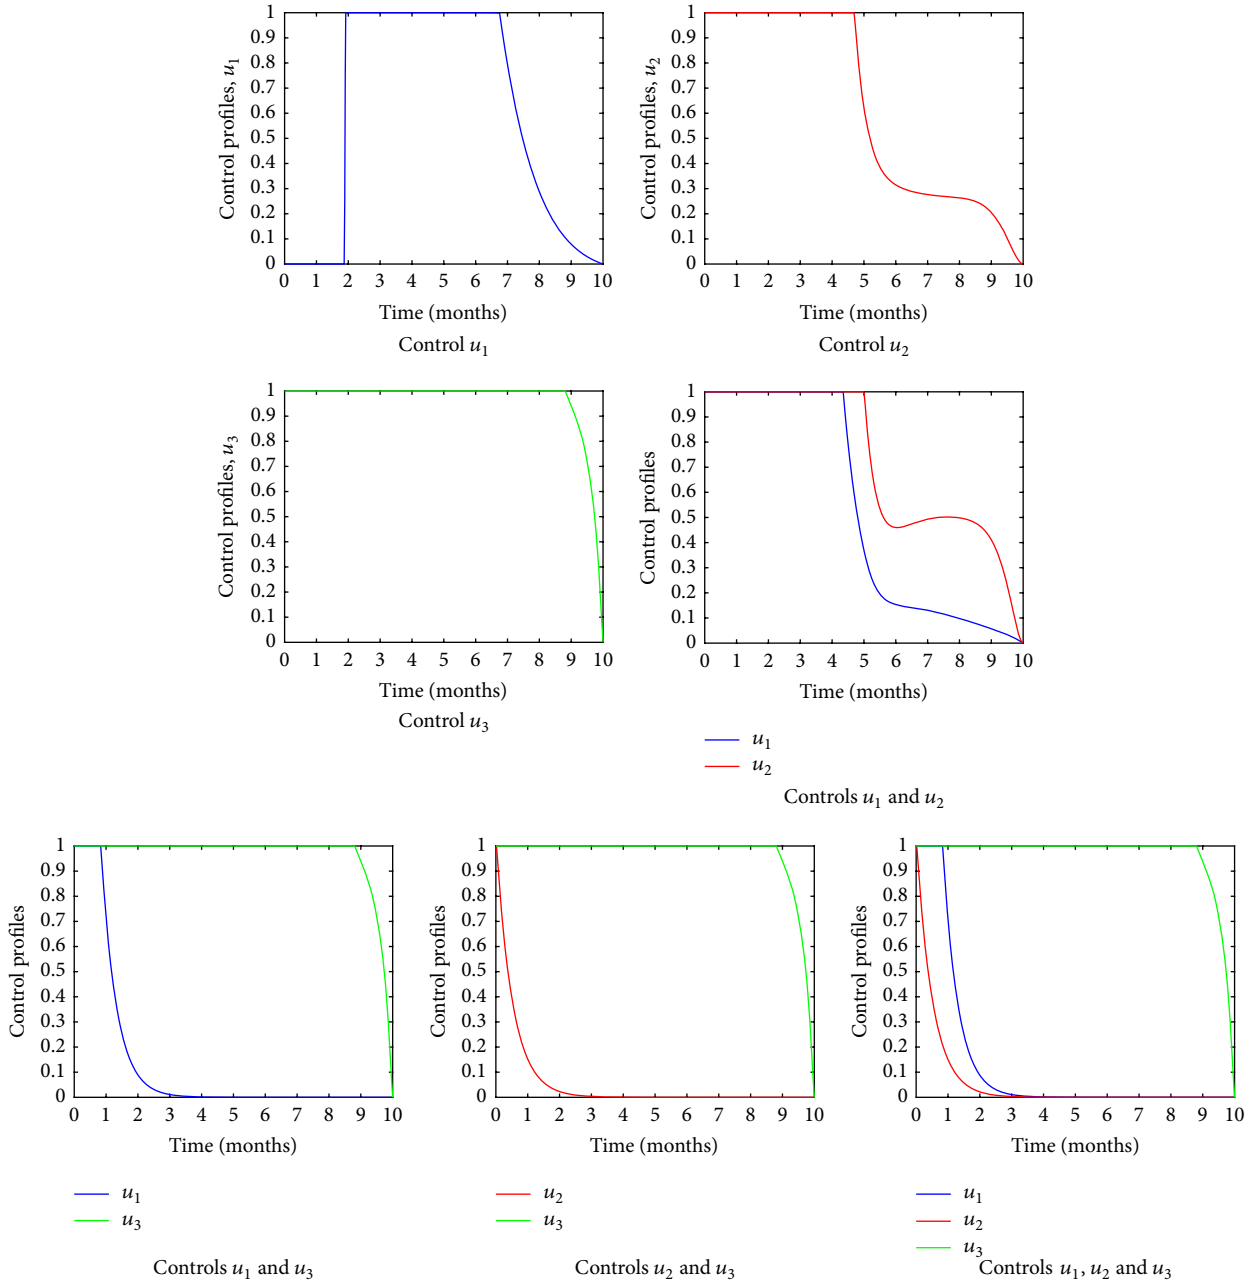 Control profiles, u₁
1
0.9
0.8
0.7
0.6
0.5
0.4
0.3
0.2
0.1
0
0 1 2 3 4 5 6 7 8 9 10
Time (months)
Control u₁
Control profiles, u₂
1
0.9
0.8
0.7
0.6
0.5
0.4
0.3
0.2
0.1
0
0 1 2 3 4 5 6 7 8 9 10
Time (months)
Control u₂
Control profiles, u₃
1
0.9
0.8
0.7
0.6
0.5
0.4
0.3
0.2
0.1
0
0 1 2 3 4 5 6 7 8 9 10
Time (months)
Control u₃
Control profiles
1
0.9
0.8
0.7
0.6
0.5
0.4
0.3
0.2
0.1
0
0 1 2 3 4 5 6 7 8 9 10
Time (months)
u₁
u₂
Controls u₁ and u₂
Control profiles
1
0.9
0.8
0.7
0.6
0.5
0.4
0.3
0.2
0.1
0
0 1 2 3 4 5 6 7 8 9 10
Time (months)
u₁
u₃
Controls u₁ and u₃
Control profiles
1
0.9
0.8
0.7
0.6
0.5
0.4
0.3
0.2
0.1
0
0 1 2 3 4 5 6 7 8 9 10
Time (months)
u₂
u₃
Controls u₂ and u₃
Control profiles
1
0.9
0.8
0.7
0.6
0.5
0.4
0.3
0.2
0.1
0
0 1 2 3 4 5 6 7 8 9 10
Time (months)
u₁
u₂
u₃
Controls u₁, u₂ and u₃